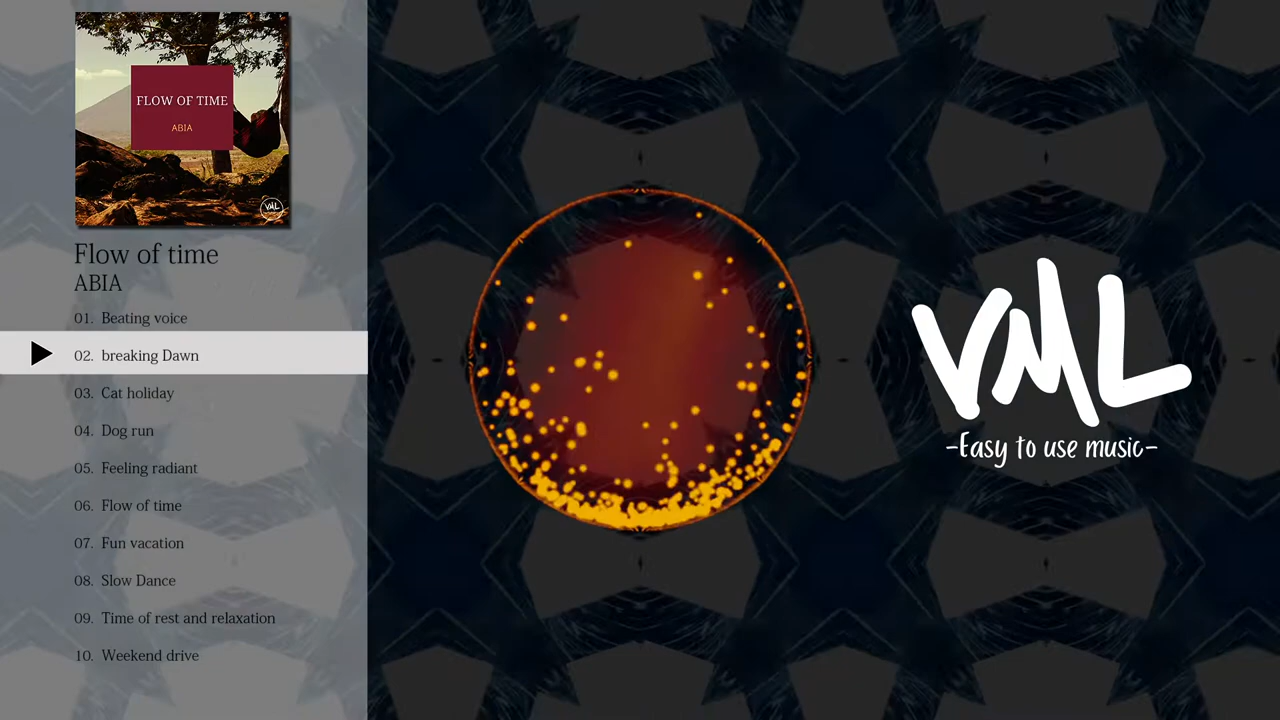 FLOW OF TIME
ABIA
VML
Flow of time
ABIA
01. Beating voice
02. breaking Dawn
03. Cat holiday
04. Dog run
05. Feeling radiant
06. Flow of time
07. Fun vacation
08. Slow Dance
09. Time of rest and relaxation
10. Weekend drive
VML
-Easy to use music-